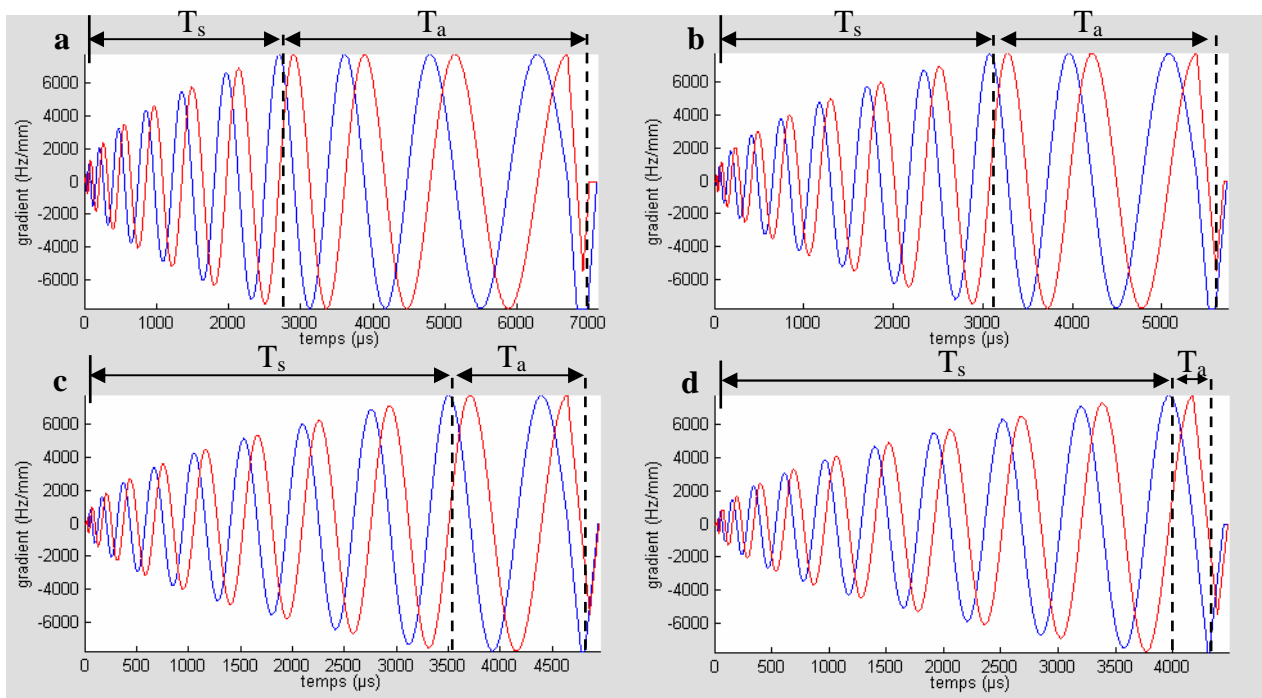 a
Ts
Ta
gradient (Hz/mm)
6000
4000
2000
0
-2000
-4000
-6000
0 1000 2000 3000 4000 5000 6000 7000
temps (µs)
b
Ts
Ta
gradient (Hz/mm)
6000
4000
2000
0
-2000
-4000
-6000
0 1000 2000 3000 4000 5000
temps (µs)
c
Ts
Ta
gradient (Hz/mm)
6000
4000
2000
0
-2000
-4000
-6000
0 500 1000 1500 2000 2500 3000 3500 4000 4500
temps (µs)
d
Ts
Ta
gradient (Hz/mm)
6000
4000
2000
0
-2000
-4000
-6000
0 500 1000 1500 2000 2500 3000 3500 4000
temps (µs)